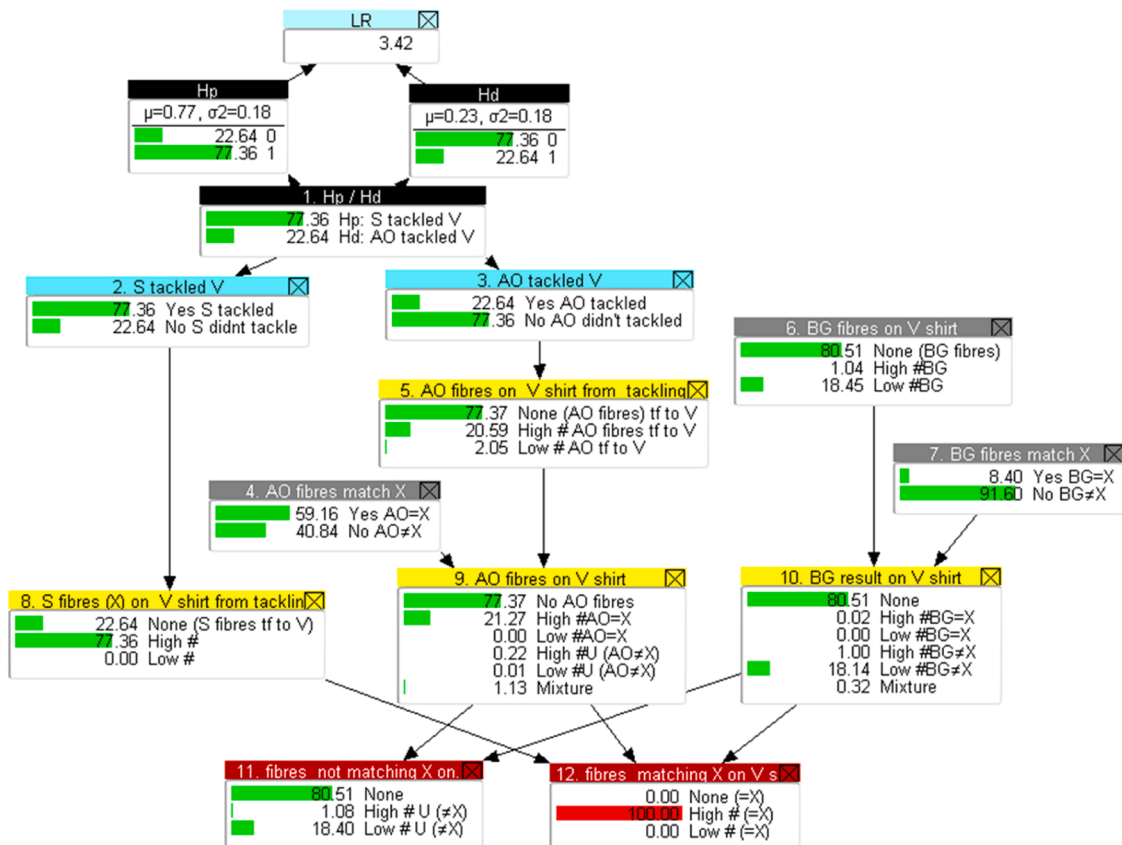 LR
3.42
Hp
μ=0.77, σ2=0.18
22.64 0
77.36 1
Hd
μ=0.23, σ2=0.18
77.36 0
22.64 1
1. Hp / Hd
77.36 Hp: S tackled V
22.64 Hd: AO tackled V
2. S tackled V
77.36 Yes S tackled
22.64 No S didnt tackle
3. AO tackled V
22.64 Yes AO tackled
77.36 No AO didn't tackled
6. BG fibres on V shirt
80.51 None (BG fibres)
1.04 High #BG
18.45 Low #BG
5. AO fibres on V shirt from tackling
77.37 None (AO fibres) tf to V
20.59 High # AO fibres tf to V
2.05 Low # AO tf to V
7. BG fibres match X
8.40 Yes BG=X
91.60 No BG≠X
4. AO fibres match X
59.16 Yes AO=X
40.84 No AO≠X
8. S fibres (X) on V shirt from tacklin
22.64 None (S fibres tf to V)
77.36 High #
0.00 Low #
9. AO fibres on V shirt
77.37 No AO fibres
21.27 High #AO=X
0.00 Low #AO=X
0.22 High #U (AO≠X)
0.01 Low #U (AO≠X)
1.13 Mixture
10. BG result on V shirt
80.51 None
0.02 High #BG=X
0.00 Low #BG=X
1.00 High #BG≠X
18.14 Low #BG≠X
0.32 Mixture
11. fibres not matching X on.
80.51 None
1.08 High # U (≠X)
18.40 Low # U (≠X)
12. fibres matching X on V s
0.00 None (=X)
100.00 High # (=X)
0.00 Low # (=X)